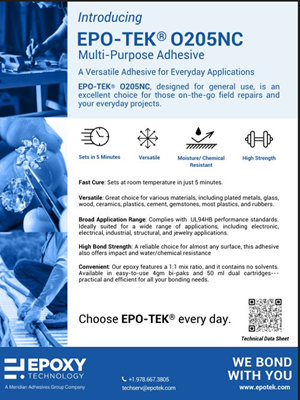 Introducing
EPO-TEK® O205NC
Multi-Purpose Adhesive
A Versatile Adhesive for Everyday Applications
EPO-TEK® O205NC, designed for general use, is an
excellent choice for those on-the-go field repairs and
your everyday projects.
Sets in 5 Minutes
Versatile
Moisture/ Chemical
Resistant
High Strength
Fast Cure: Sets at room temperature in just 5 minutes.
Versatile: Great choice for various materials, including plated metals, glass,
wood, ceramics, plastics, cement, gemstones, most plastics, and rubbers.
Broad Application Range: Complies with UL94HB performance standards.
Ideally suited for a wide range of applications, including electronic,
electrical, industrial, structural, and jewelry applications.
High Bond Strength: A reliable choice for almost any surface, this adhesive
also offers impact and water/chemical resistance
Convenient: Our epoxy features a 1:1 mix ratio, and it contains no solvents.
Available in easy-to-use 4g bi-paks and 50 ml dual cartridges---
practical and efficient for all your bonding needs.
Choose EPO-TEK® every day.
Technical Data Sheet
EPOXY
TECHNOLOGY
A Meridian Adhesives Group Company.
+1.978.667.3805
techserv@epotek.com
WE BOND
WITH YOU
www.epotek.com